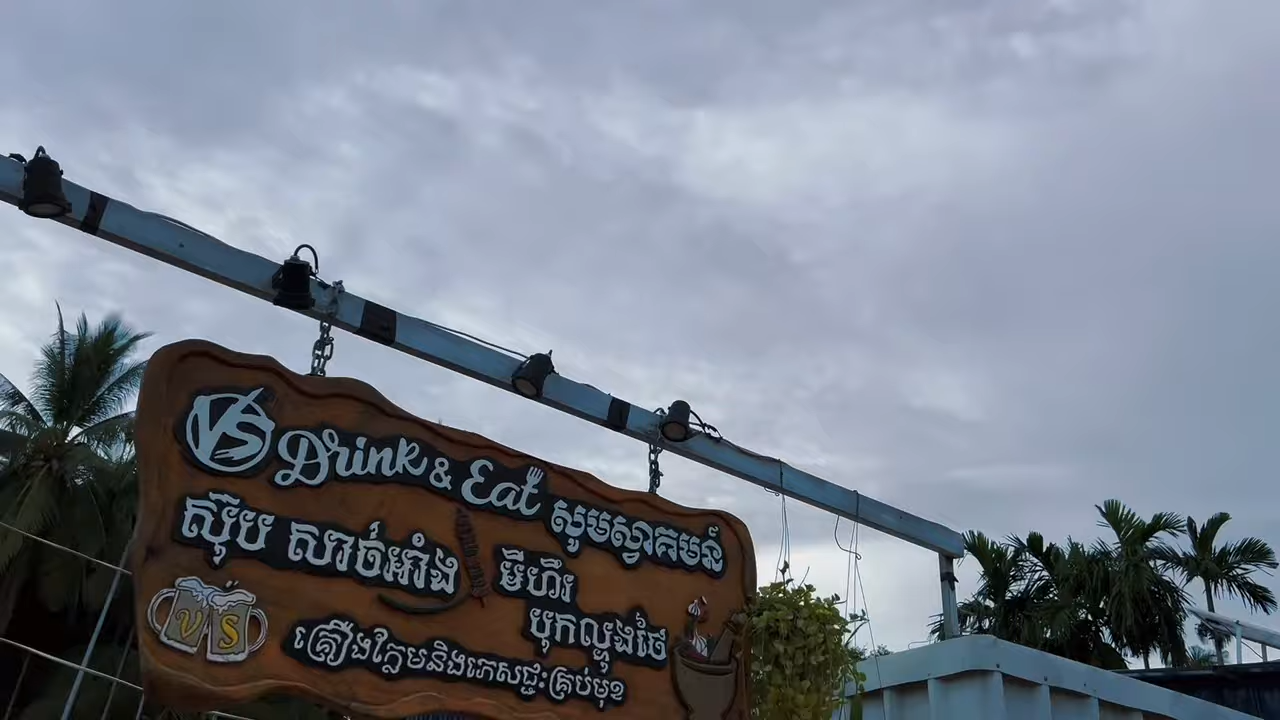 VS Drink & Eat សូមស្វាគមន៍
ស៊ុប សាច់អាំង មីហឹរ
បុកល្ហុងថៃ
គ្រឿងក្លែមនិងភេសជ្ជៈគ្រប់មុខ
V S